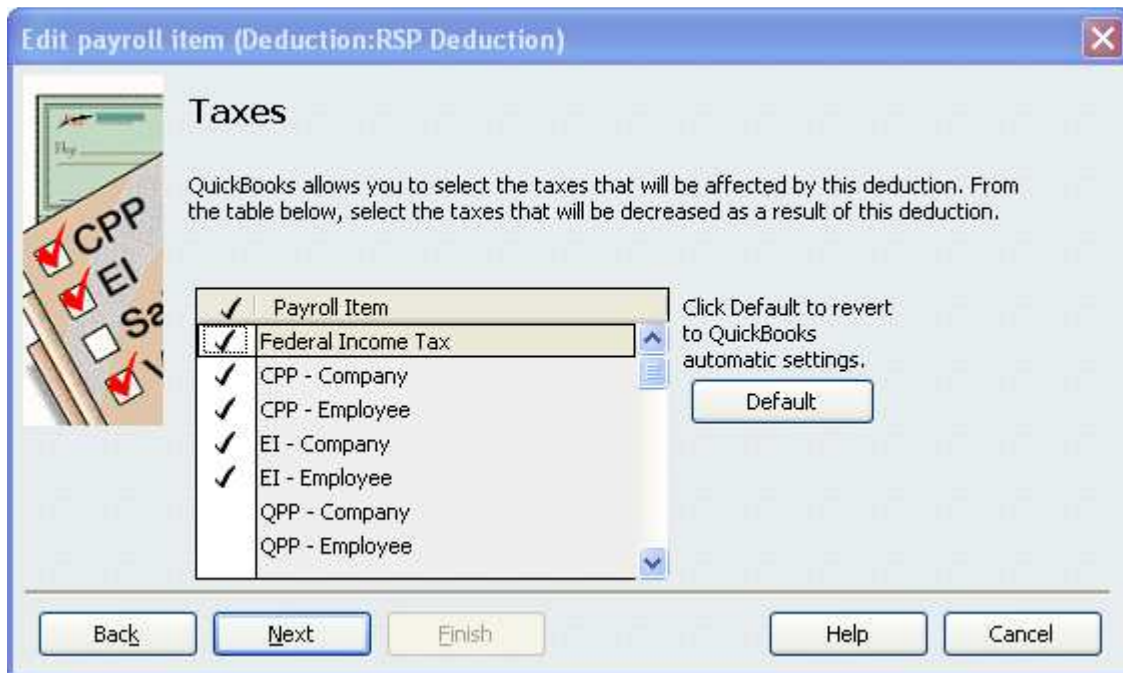 Edit payroll item (Deduction:RSP Deduction)
Taxes
QuickBooks allows you to select the taxes that will be affected by this deduction. From
the table below, select the taxes that will be decreased as a result of this deduction.
CPP
EI
Sa
✓ Payroll Item
✓ Federal Income Tax
✓ CPP - Company
✓ CPP - Employee
✓ EI - Company
✓ EI - Employee
QPP - Company
QPP - Employee
Click Default to revert
to QuickBooks
automatic settings.
Default
Back
Next
Finish
Help
Cancel